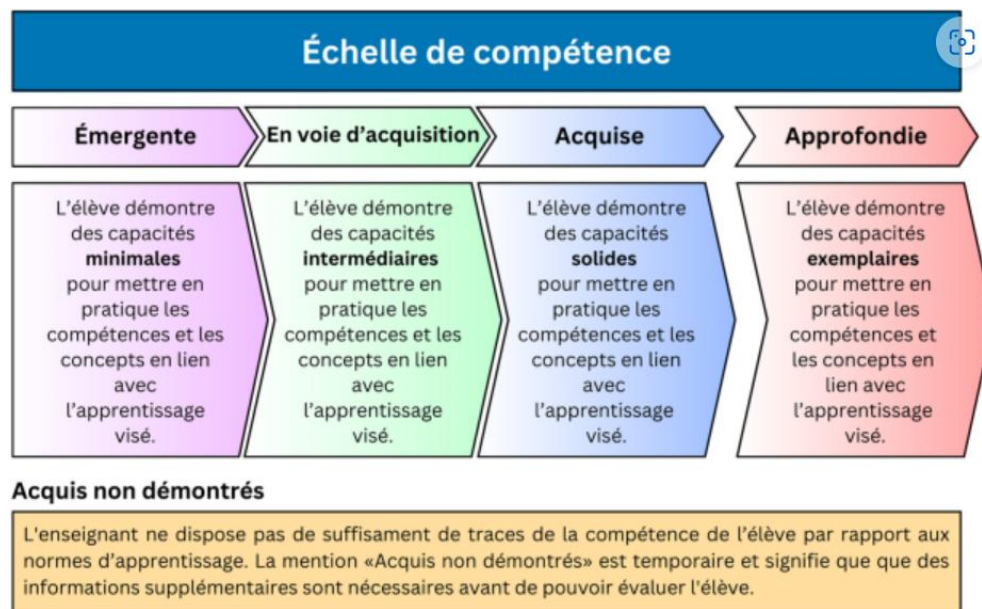 Échelle de compétence
Émergente
En voie d'acquisition
Acquise
Approfondie
L'élève démontre
des capacités
minimales
pour mettre en
pratique les
compétences et les
concepts en lien
avec
l'apprentissage
visé.
L'élève démontre
des capacités
intermédiaires
pour mettre en
pratique les
compétences et les
concepts en lien
avec
l'apprentissage
visé.
L'élève démontre
des capacités
solides
pour mettre en
pratique les
compétences et les
concepts en lien
avec
l'apprentissage
visé.
L'élève démontre
des capacités
exemplaires
pour mettre en
pratique les
compétences et
les concepts en
lien avec
l'apprentissage
visé.
Acquis non démontrés
L'enseignant ne dispose pas de suffisament de traces de la compétence de l'élève par rapport aux
normes d'apprentissage. La mention «Acquis non démontrés» est temporaire et signifie que que des
informations supplémentaires sont nécessaires avant de pouvoir évaluer l'élève.